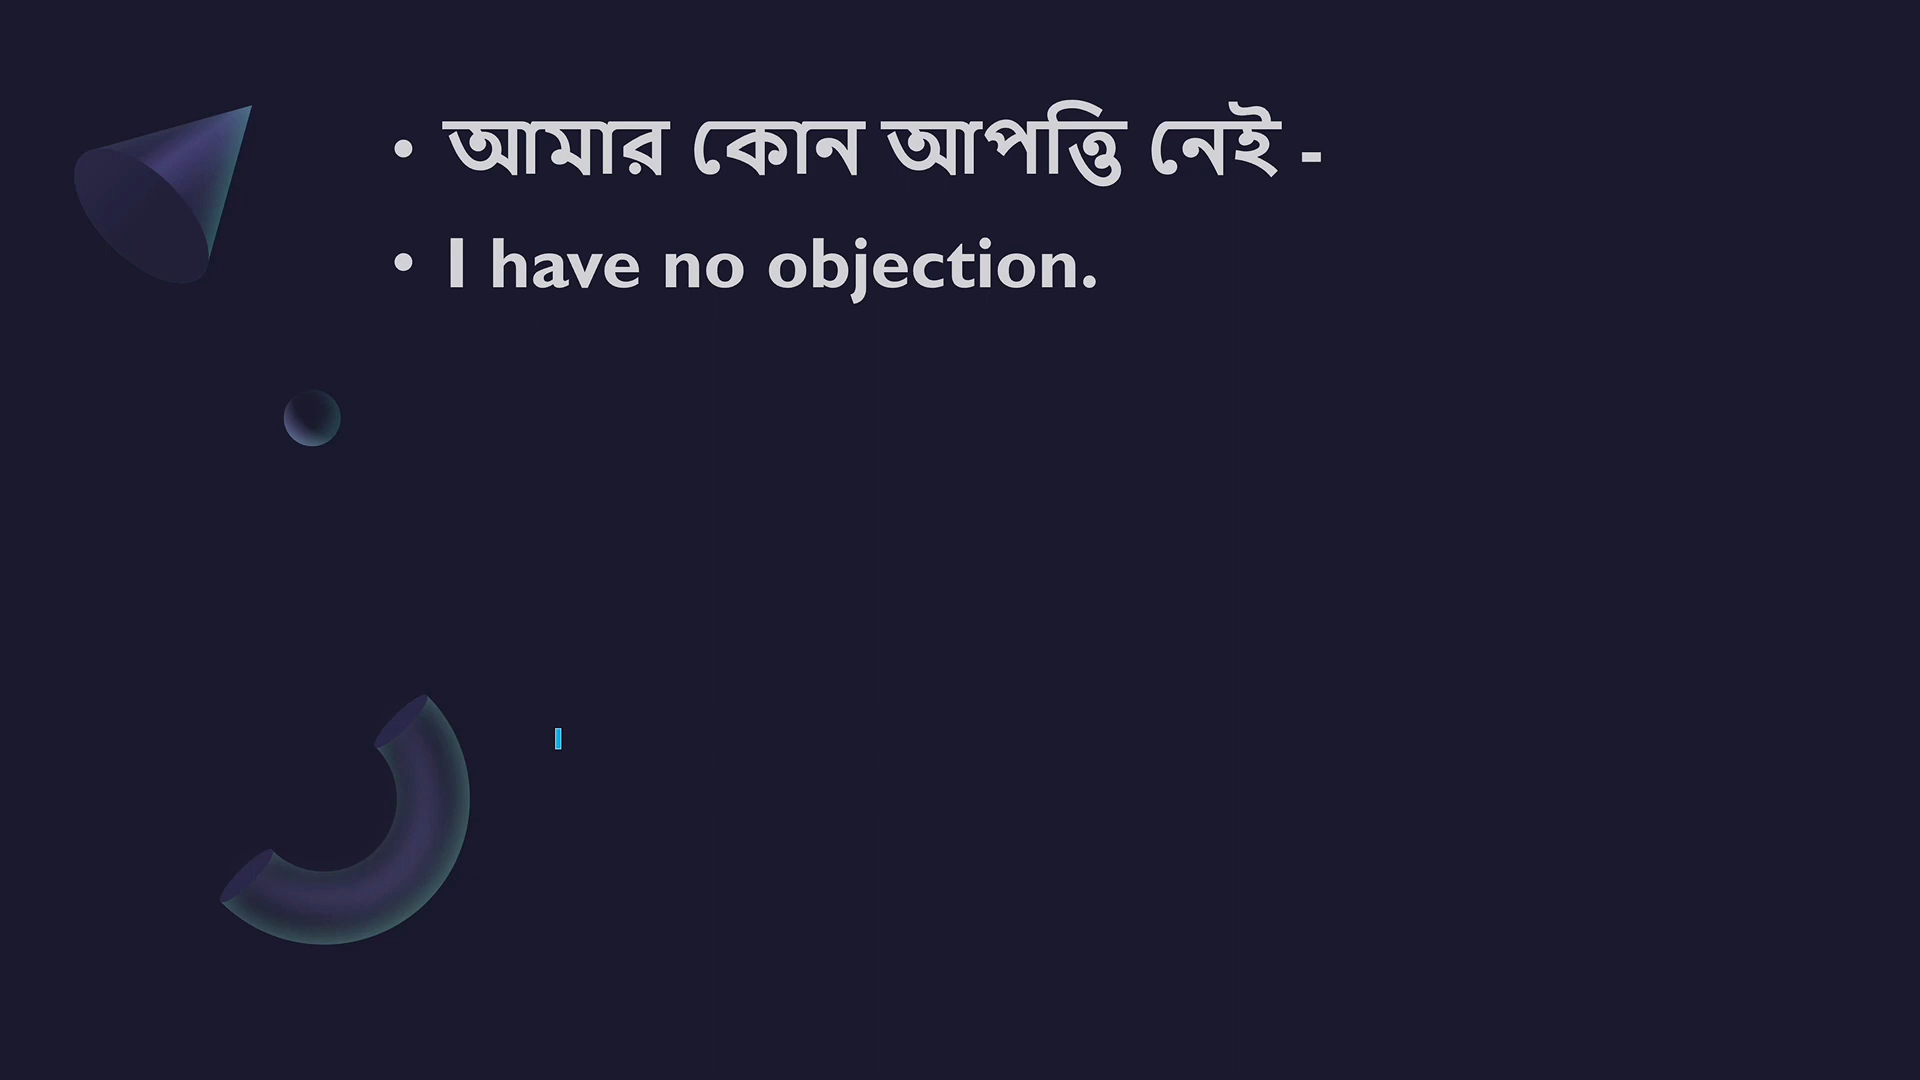 • আমার কোন আপত্তি নেই -
• I have no objection.